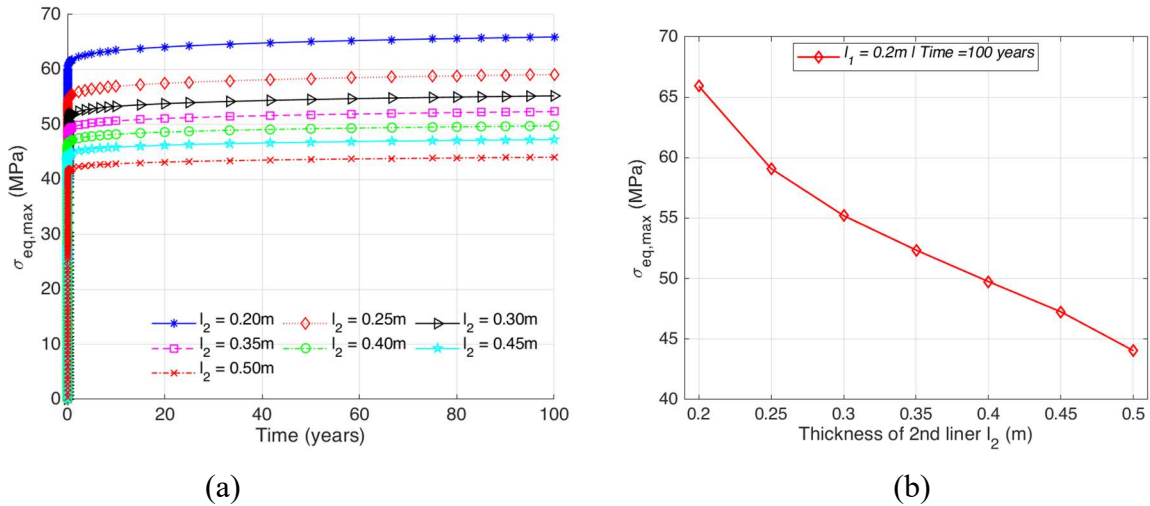 70
60
50
40
30
20
10
0
σeq,max (MPa)
l2 = 0.20m
l2 = 0.25m
l2 = 0.30m
l2 = 0.35m
l2 = 0.40m
l2 = 0.45m
l2 = 0.50m
0 20 40 60 80 100
Time (years)
(a)
70
65
60
55
50
45
40
σeq,max (MPa)
l1 = 0.2m l Time =100 years
0.2 0.25 0.3 0.35 0.4 0.45 0.5
Thickness of 2nd liner l2 (m)
(b)